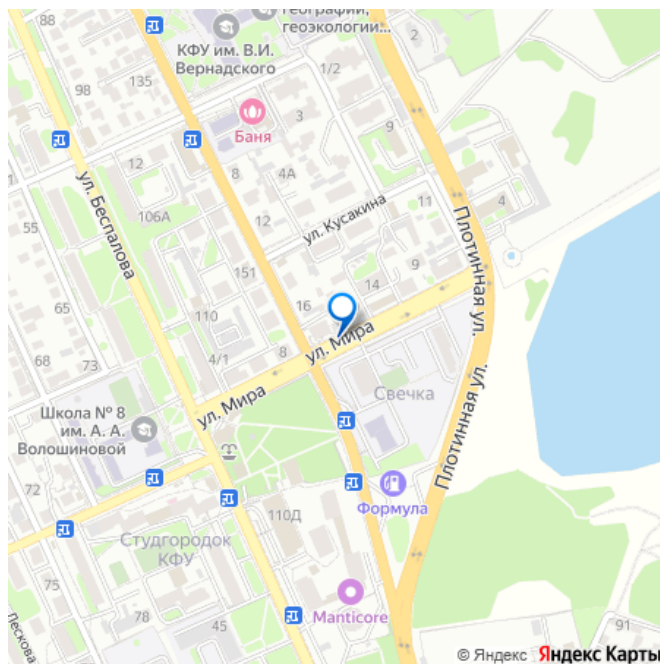 географии,
геоэкологии...
88
КФУ им. В.И.
Вернадского
2
98
135
1/2
Баня
3
9
12
8
4А
11
4
ул. Беспалова
106А
12
ул. Кусакина
Плотинная ул.
55
151
9
14
65
110
16
68
73
4/1
8
ул. Мира
ул. Мира
Свечка
Плотинная ул.
Школа № 8
им. А. А.
Волошиновой
72
Формула
110Д
Студгородок
КФУ
75
Manticore
78
45
Лескова
91
© Яндекс Яндекс Карты